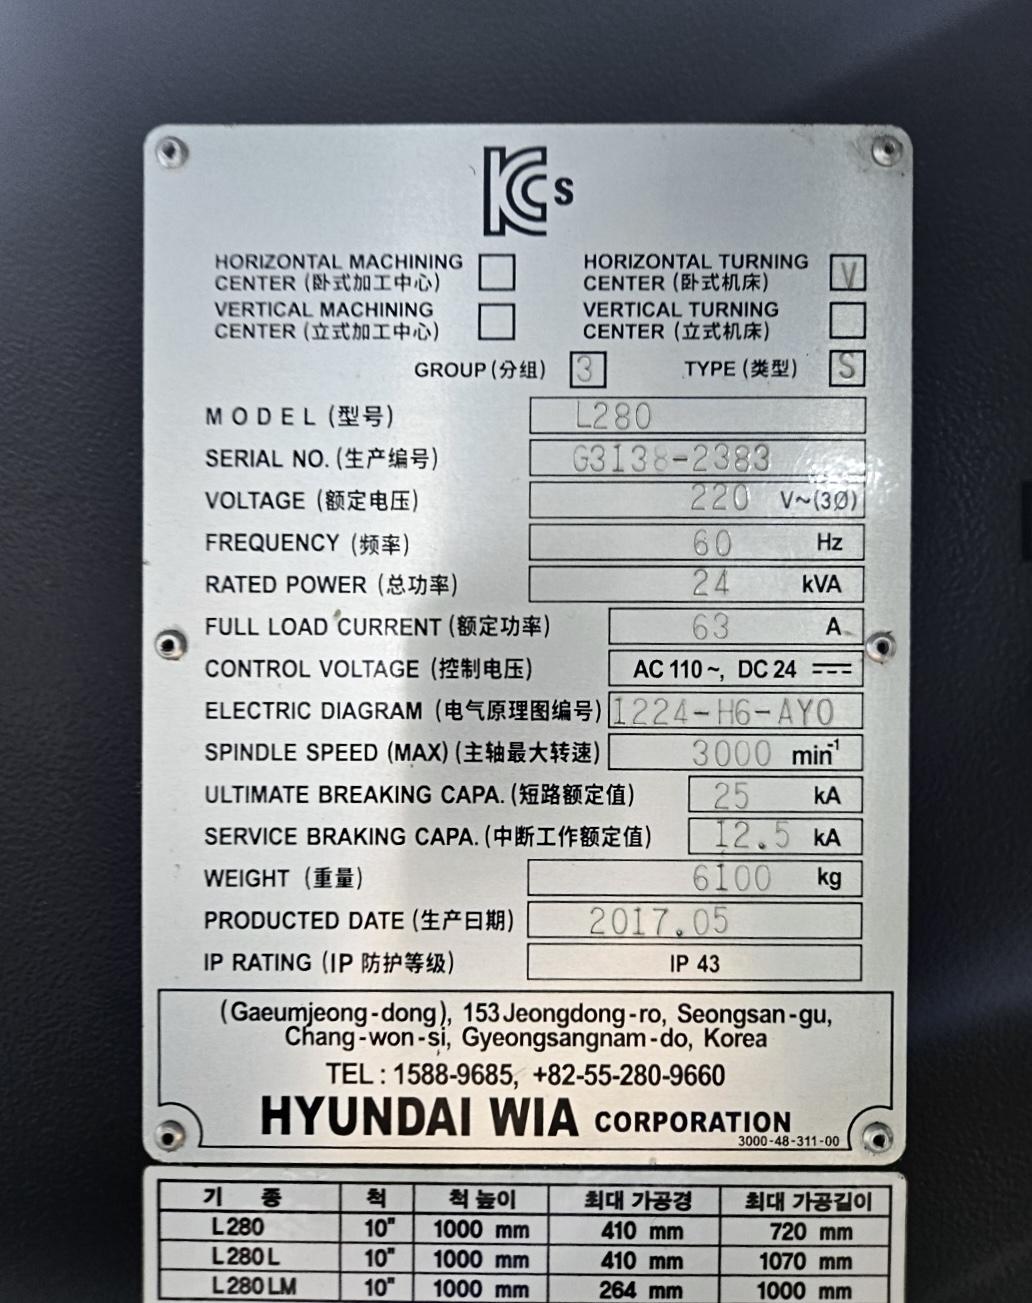 KCs
HORIZONTAL MACHINING CENTER (卧式加工中心)
HORIZONTAL TURNING CENTER (卧式机床) V
VERTICAL MACHINING CENTER (立式加工中心)
VERTICAL TURNING CENTER (立式机床)
GROUP (分组) 3 TYPE (类型) S
MODEL (型号) L280
SERIAL NO. (生产编号) G3138-2383
VOLTAGE (额定电压) 220 V~(3Ø)
FREQUENCY (频率) 60 Hz
RATED POWER (总功率) 24 kVA
FULL LOAD CURRENT (额定功率) 63 A
CONTROL VOLTAGE (控制电压) AC 110 ~, DC 24 ⎓
ELECTRIC DIAGRAM (电气原理图编号) 1224-H6-AY0
SPINDLE SPEED (MAX) (主轴最大转速) 3000 min-1
ULTIMATE BREAKING CAPA. (短路额定值) 25 kA
SERVICE BRAKING CAPA. (中断工作额定值) 12.5 kA
WEIGHT (重量) 6100 kg
PRODUCTED DATE (生产日期) 2017.05
IP RATING (IP 防护等级) IP 43
(Gaeumjeong-dong), 153 Jeongdong-ro, Seongsan-gu,
Chang-won-si, Gyeongsangnam-do, Korea
TEL : 1588-9685, +82-55-280-9660
HYUNDAI WIA CORPORATION
3000-48-311-00
기 종 척 척 높이 최대 가공경 최대 가공길이
L280 10" 1000 mm 410 mm 720 mm
L280L 10" 1000 mm 410 mm 1070 mm
L280LM 10" 1000 mm 264 mm 1000 mm